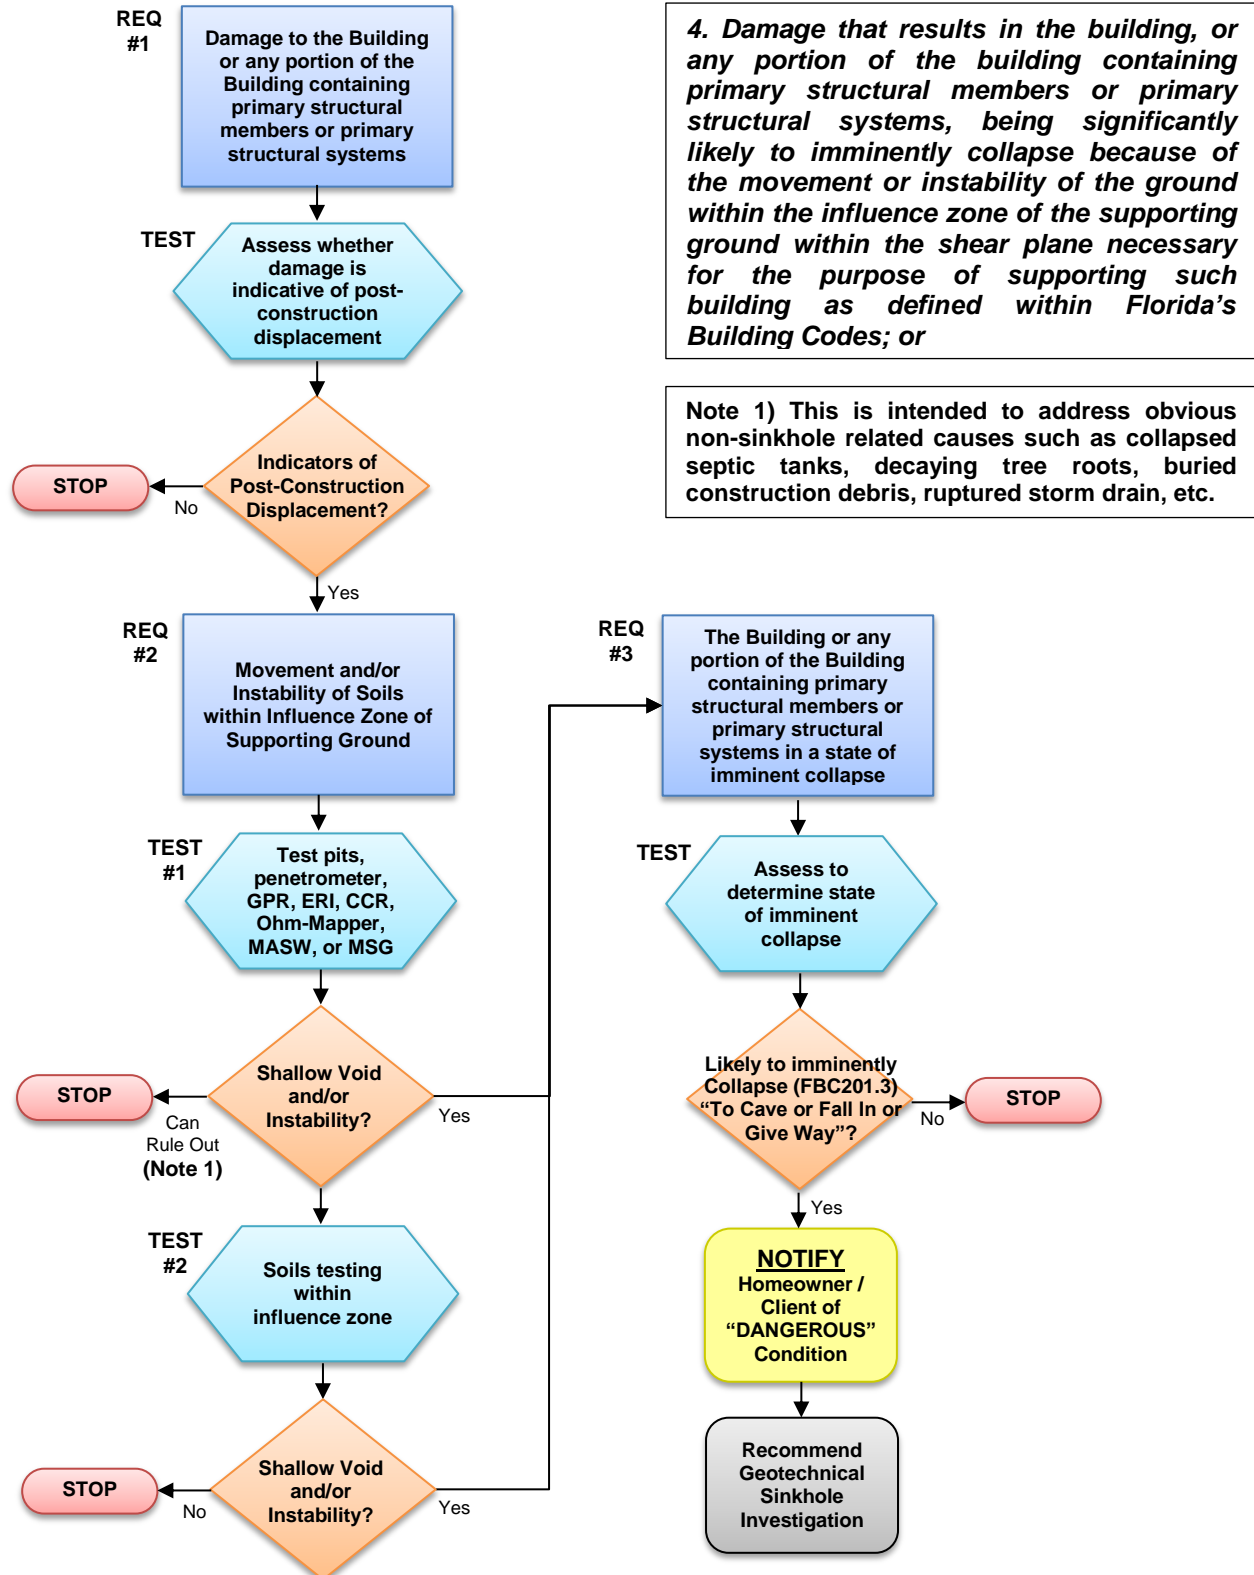 REQ
#1
Damage to the Building
or any portion of the
Building containing
primary structural
members or primary
structural systems
TEST
Assess whether
damage is
indicative of post-
construction
displacement
Indicators of
Post-Construction
Displacement?
STOP
No
Yes
REQ
#2
Movement and/or
Instability of Soils
within Influence Zone of
Supporting Ground
TEST
#1
Test pits,
penetrometer,
GPR, ERI, CCR,
Ohm-Mapper,
MASW, or MSG
Shallow Void
and/or
Instability?
STOP
Can
Rule Out
(Note 1)
Yes
TEST
#2
Soils testing
within
influence zone
Shallow Void
and/or
Instability?
STOP
No
Yes
4. Damage that results in the building, or
any portion of the building containing
primary structural members or primary
structural systems, being significantly
likely to imminently collapse because of
the movement or instability of the ground
within the influence zone of the supporting
ground within the shear plane necessary
for the purpose of supporting such
building as defined within Florida’s
Building Codes; or
Note 1) This is intended to address obvious
non-sinkhole related causes such as collapsed
septic tanks, decaying tree roots, buried
construction debris, ruptured storm drain, etc.
REQ
#3
The Building or any
portion of the Building
containing primary
structural members or
primary structural
systems in a state of
imminent collapse
TEST
Assess to
determine state
of imminent
collapse
Likely to imminently
Collapse (FBC201.3)
“To Cave or Fall In or
Give Way”?
No
STOP
Yes
NOTIFY
Homeowner /
Client of
“DANGEROUS”
Condition
Recommend
Geotechnical
Sinkhole
Investigation